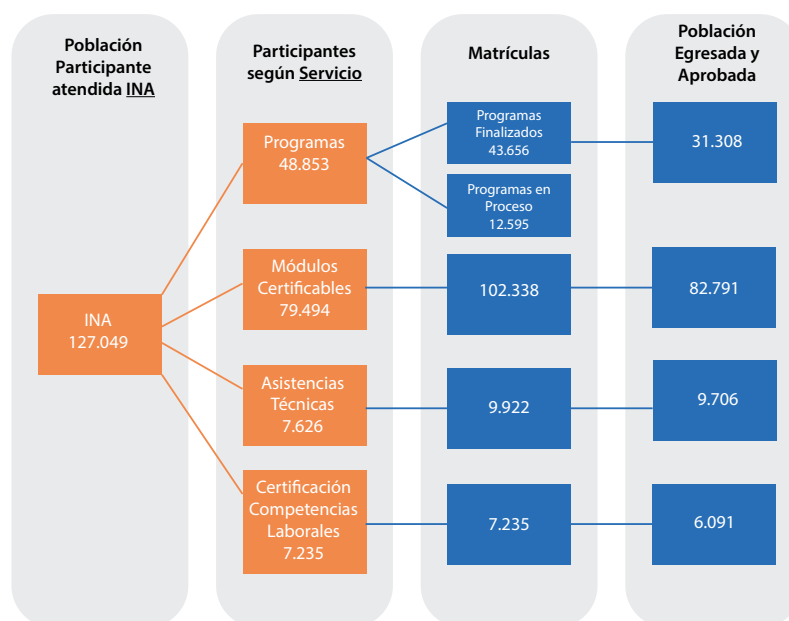 Población
Participante
atendida INA
Participantes
según Servicio
Matrículas
Población
Egresada y
Aprobada
INA
127.049
Programas
48.853
Módulos
Certificables
79.494
Asistencias
Técnicas
7.626
Certificación
Competencias
Laborales
7.235
Programas
Finalizados
43.656
Programas en
Proceso
12.595
102.338
9.922
7.235
31.308
82.791
9.706
6.091